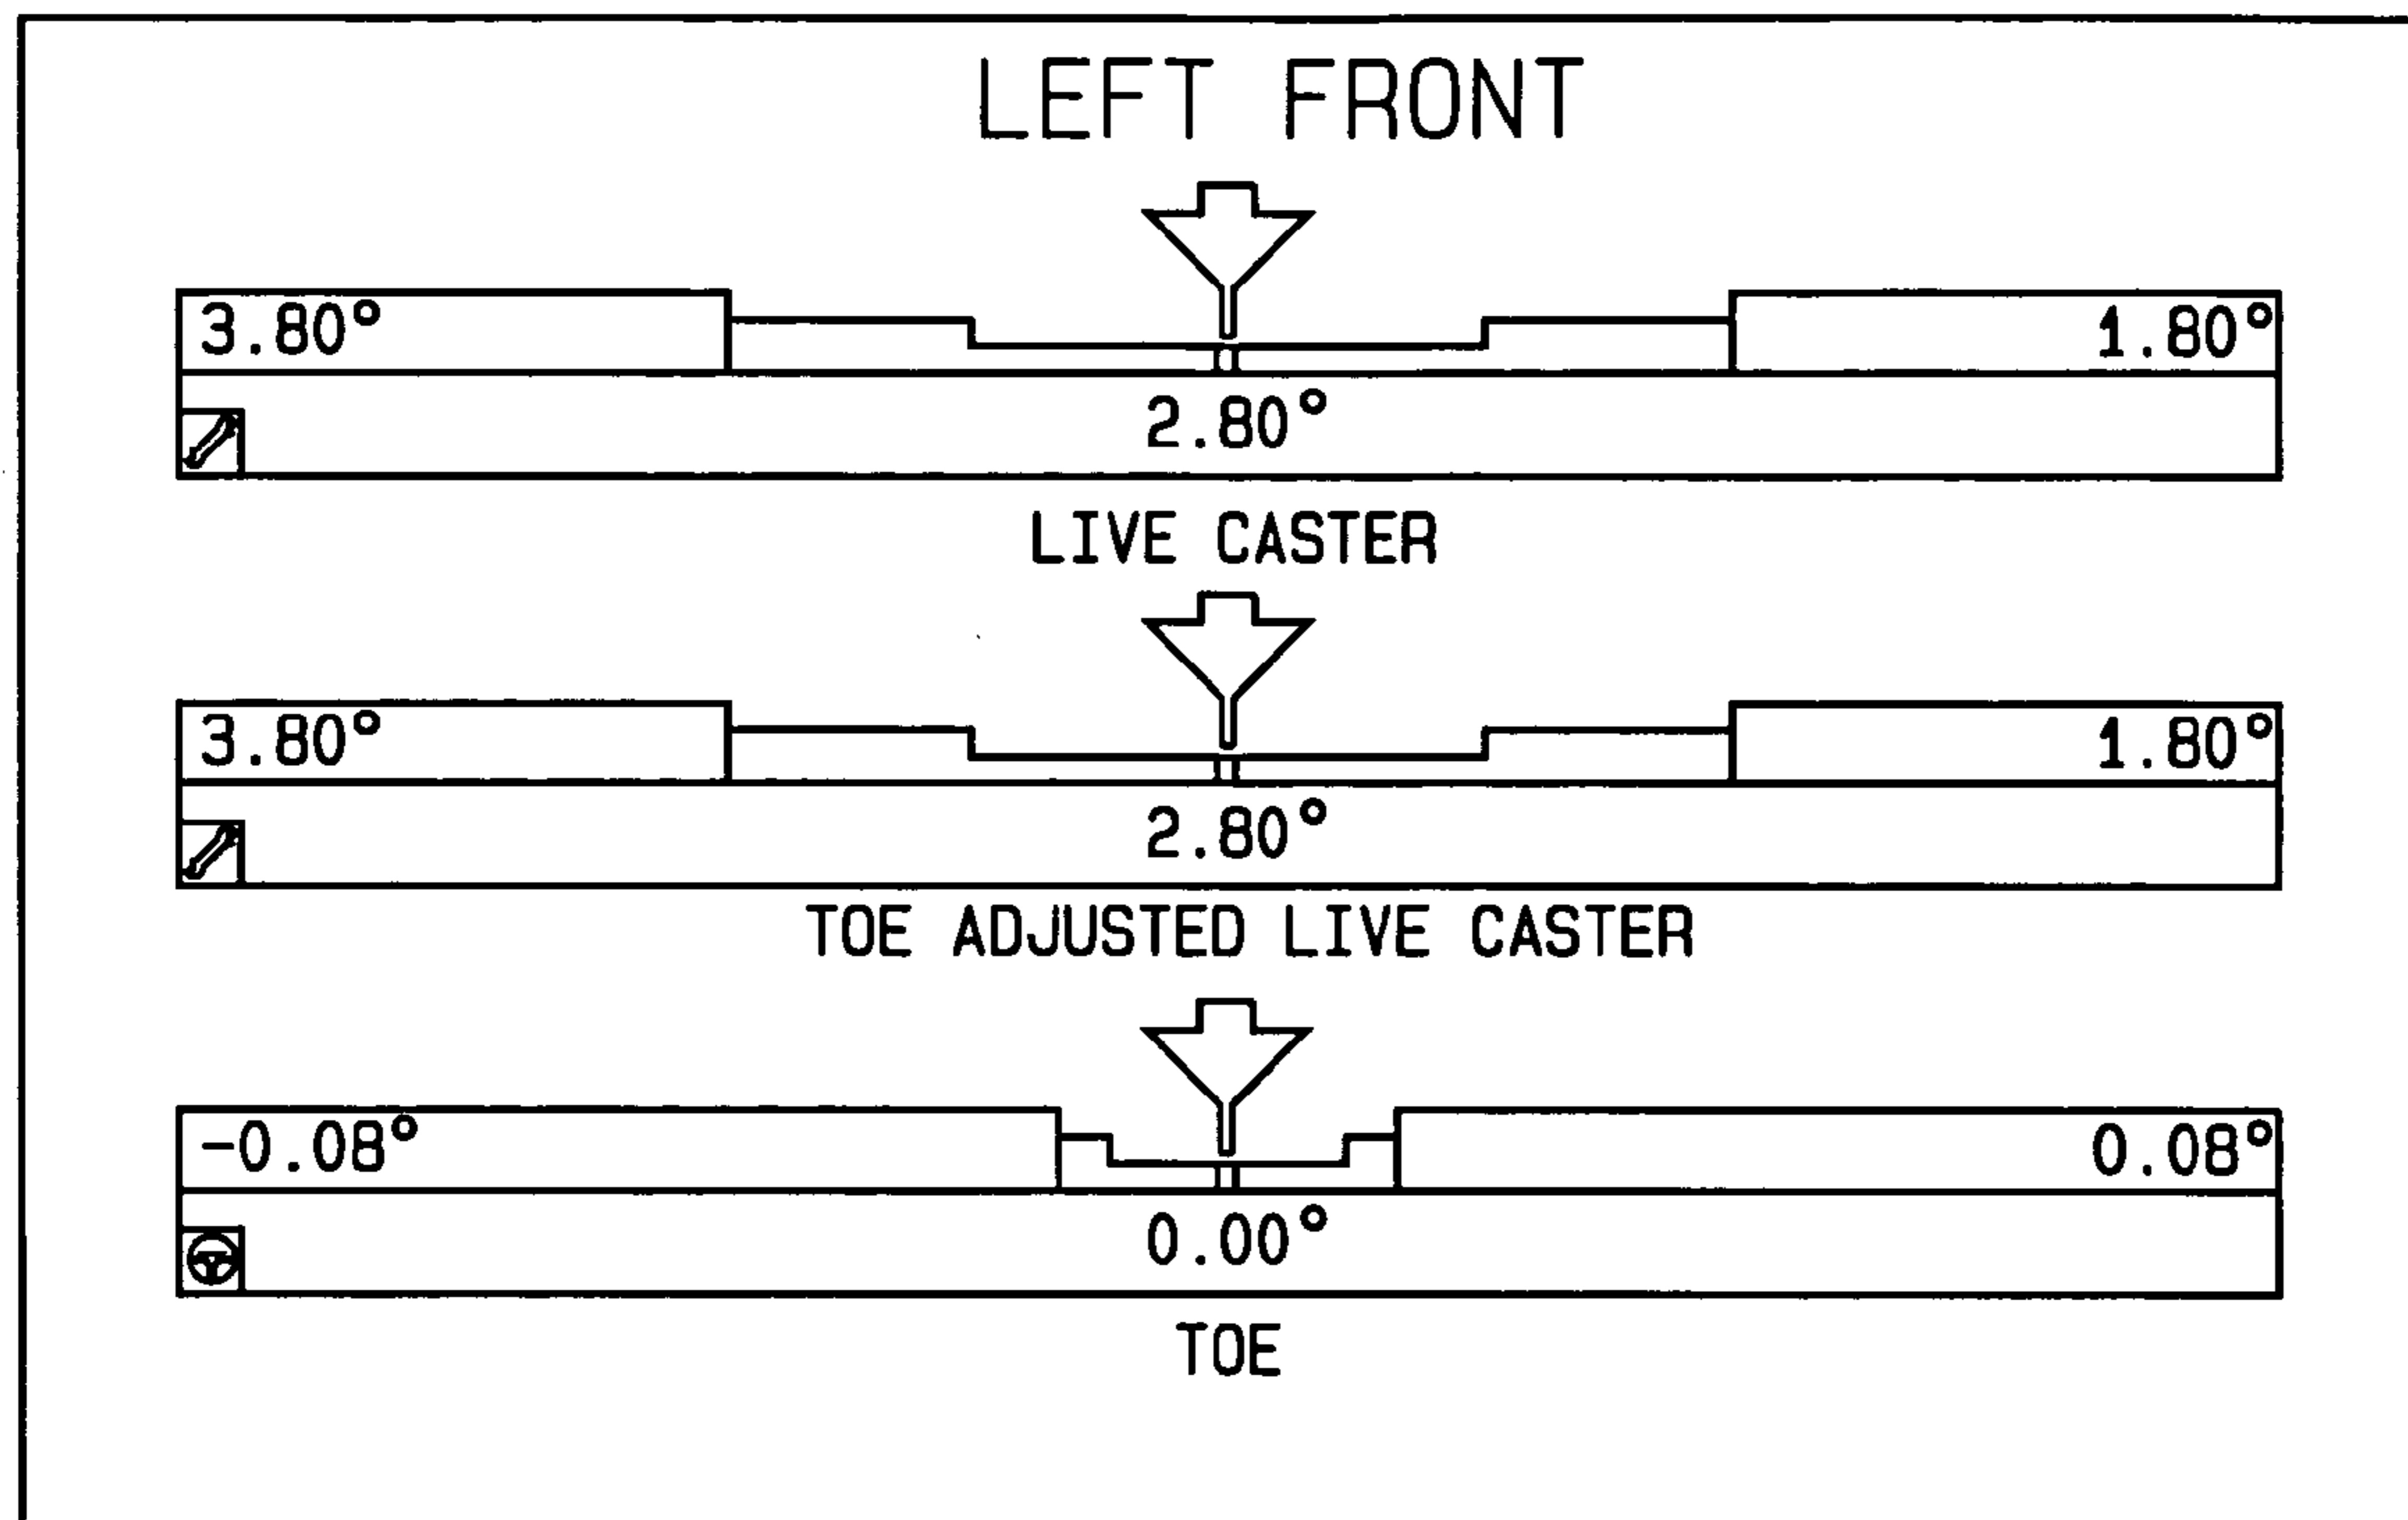 LEFT FRONT
3.80° 1.80°
2.80°
LIVE CASTER
3.80° 1.80°
2.80°
TOE ADJUSTED LIVE CASTER
-0.08° 0.08°
0.00°
TOE